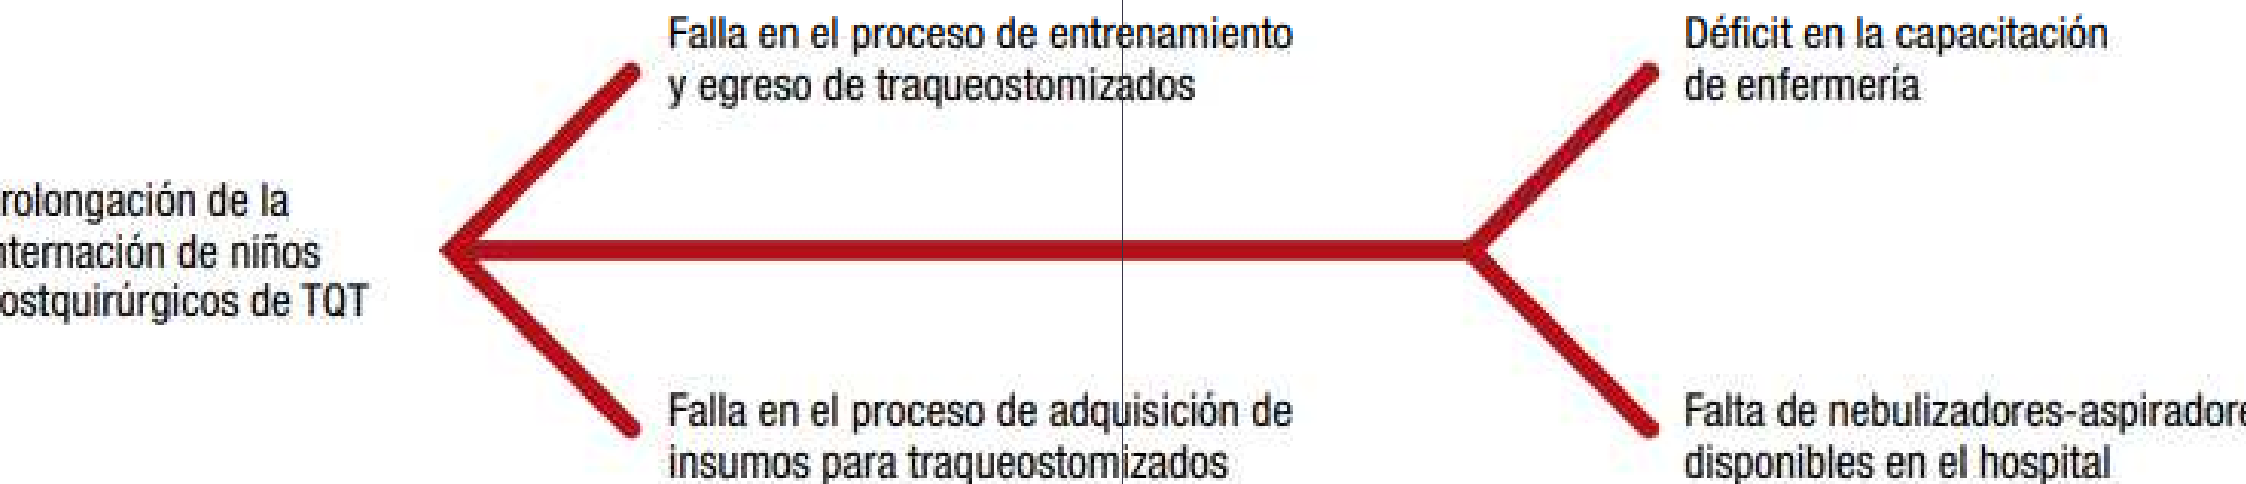 Falla en el proceso de entrenamiento
y egreso de traqueostomizados
Déficit en la capacitación
de enfermería
rolongación de la
nternación de niños
ostquirúrgicos de TQT
Falla en el proceso de adquisición de
insumos para traqueostomizados
Falta de nebulizadores-aspiradore
disponibles en el hospital